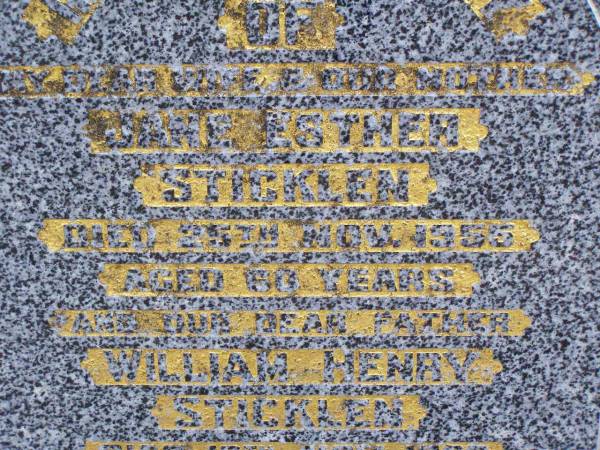 OF
MY DEAR WIFE & OUR MOTHER
JANE ESTHER
STICKLEN
DIED 25TH NOV. 1956
AGED 80 YEARS
AND OUR DEAR FATHER
WILLIAM HENRY
STICKLEN